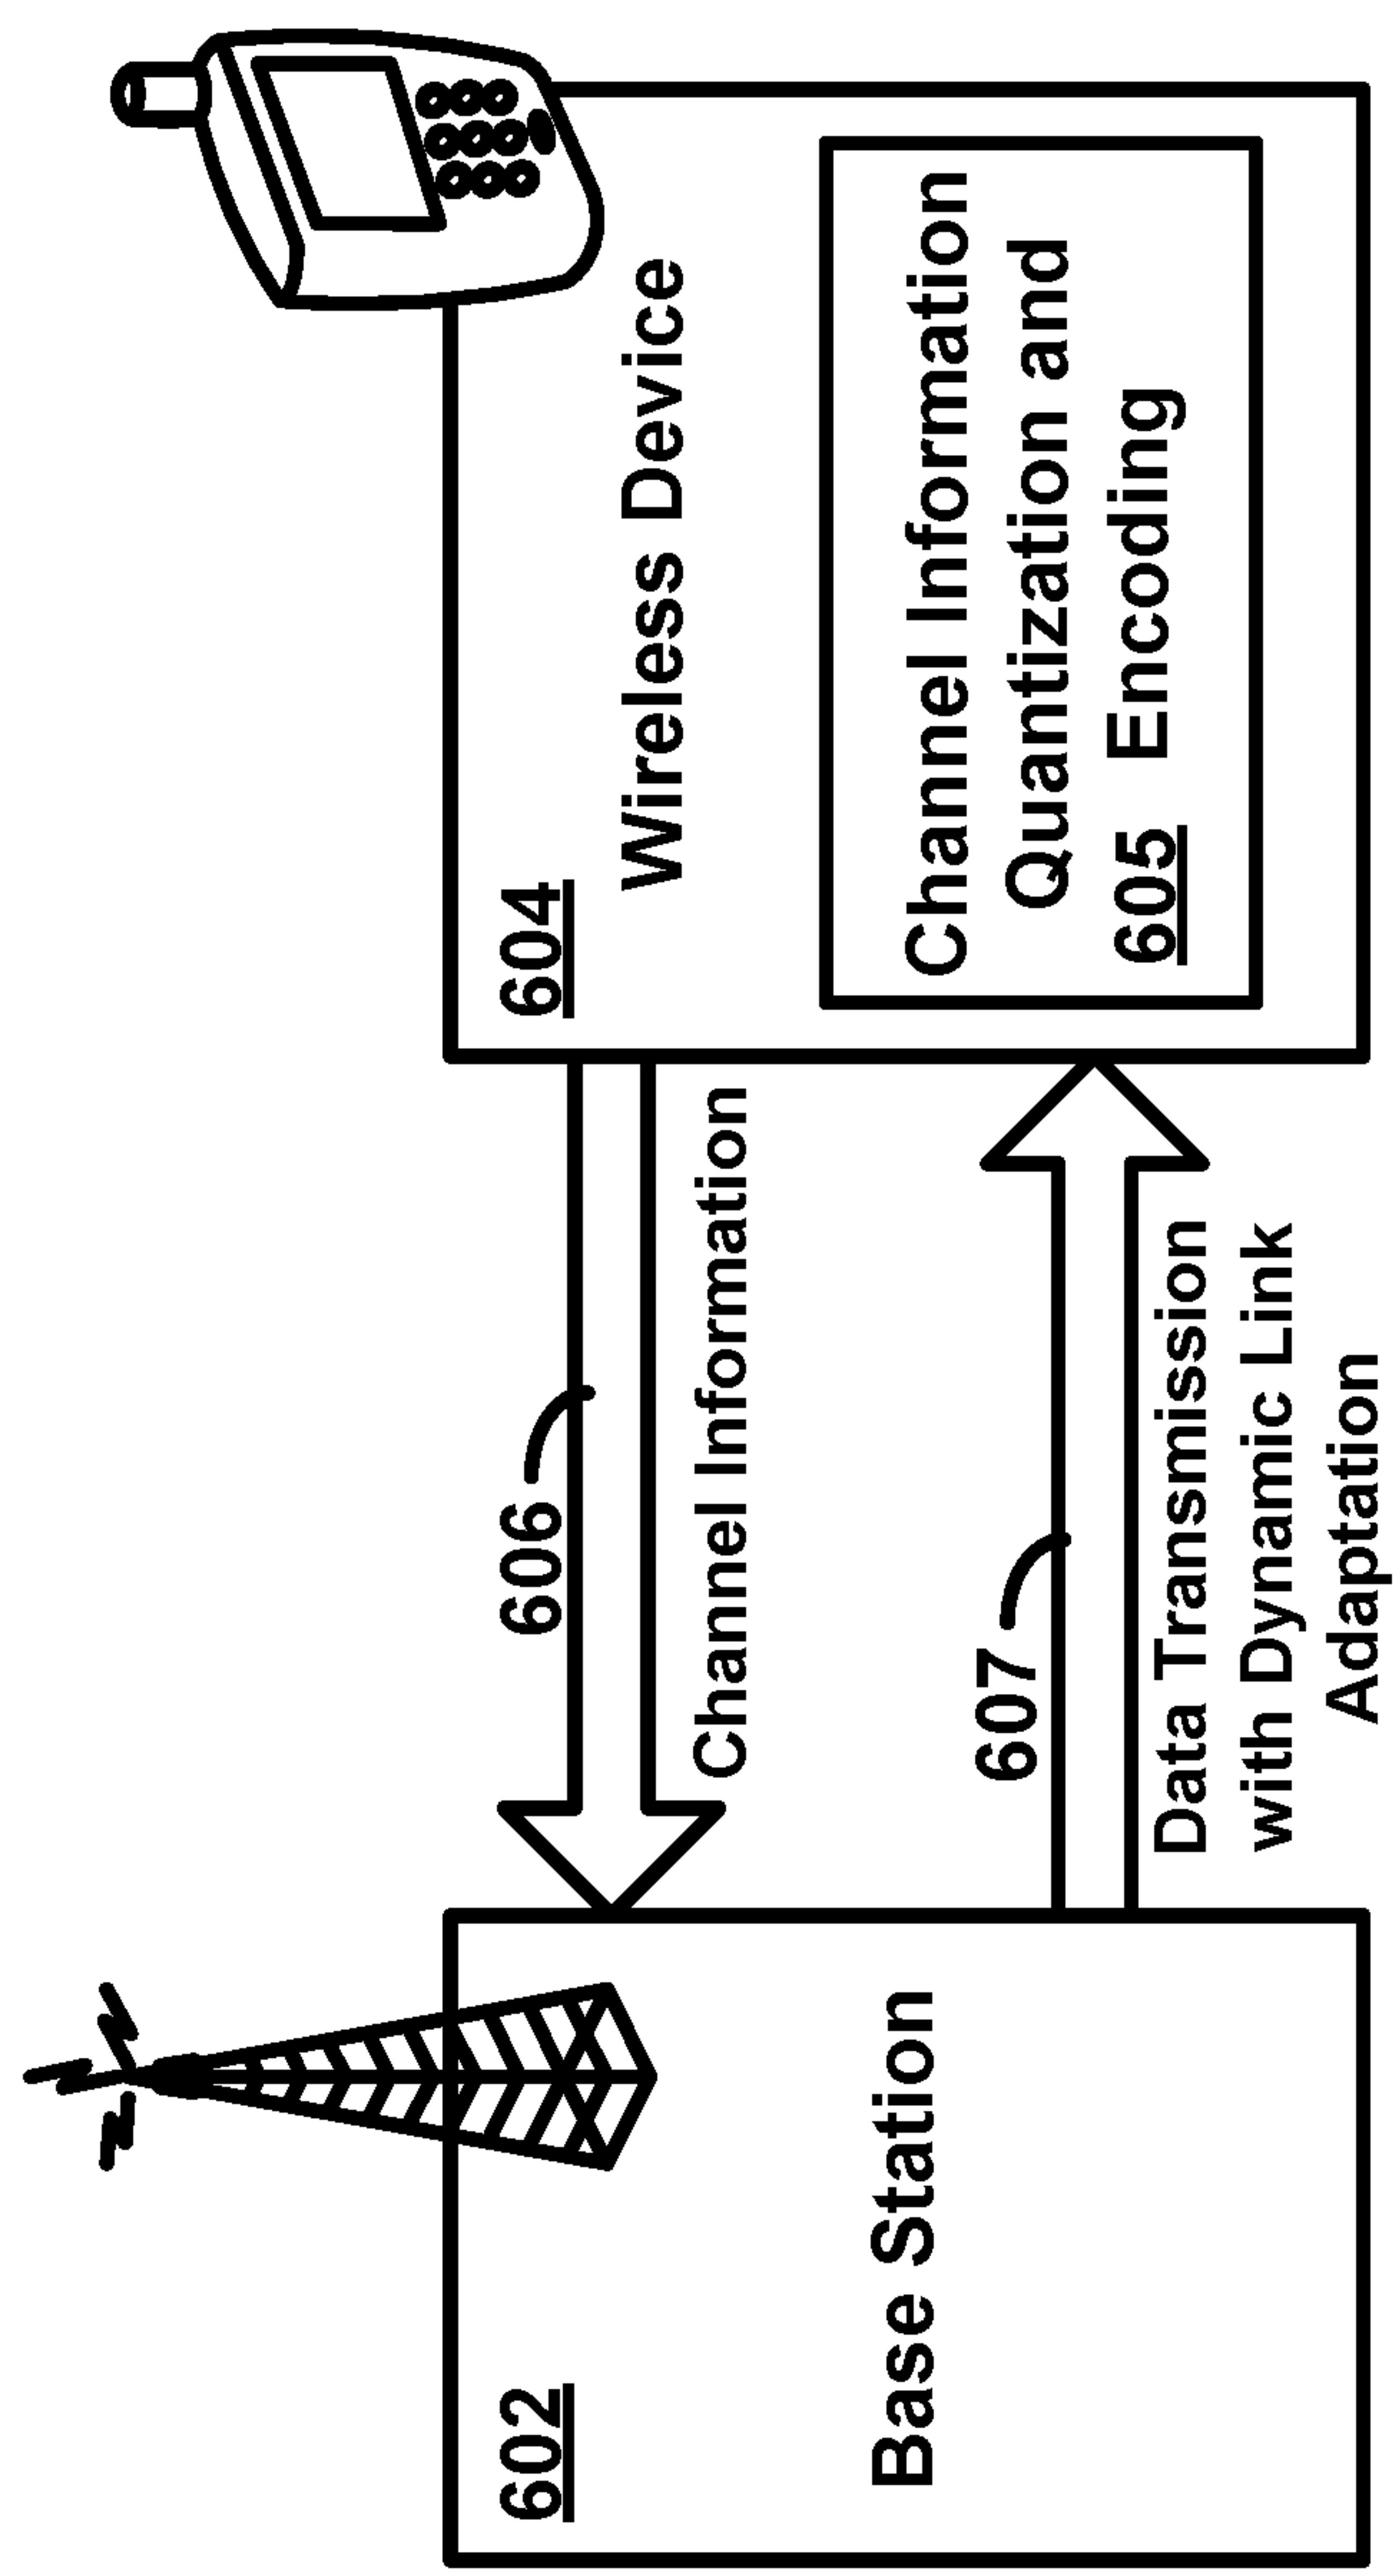 602
Base Station
606
Channel Information
607
Data Transmission
with Dynamic Link
Adaptation
604
Wireless Device
Channel Information
Quantization and
605 Encoding